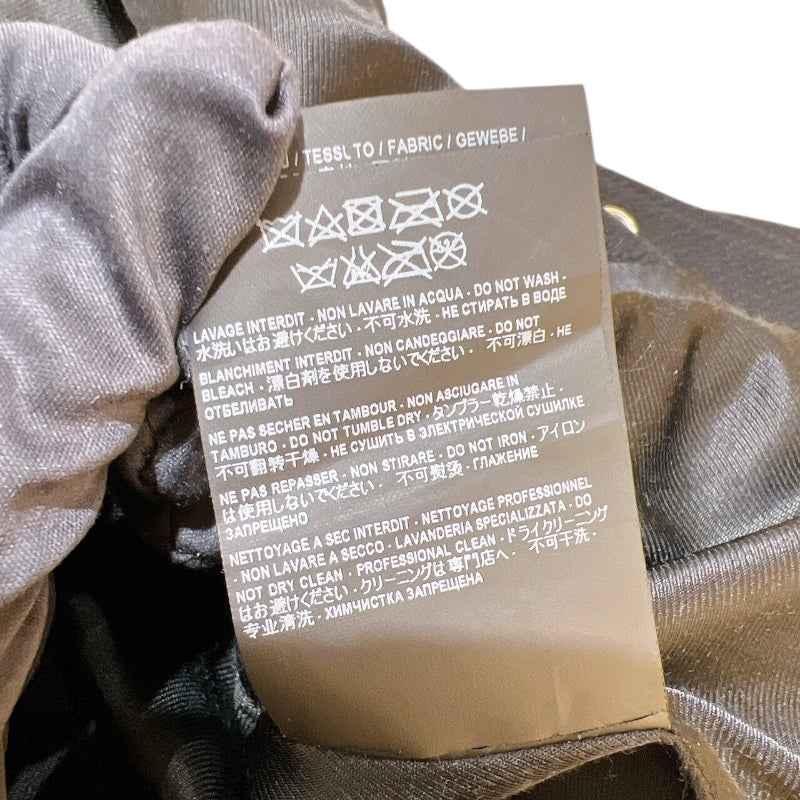 / TESSUTO / FABRIC / GEWEBE /
LAVAGE INTERDIT - NON LAVARE IN ACQUA - DO NOT WASH -
水洗いはお避けください - 不可水洗 - НЕ СТИРАТЬ В ВОДЕ
BLANCHIMENT INTERDIT - NON CANDEGGIARE - DO NOT
BLEACH - 漂白剤を使用しないでください - 不可漂白 - НЕ
ОТБЕЛИВАТЬ
NE PAS SECHER EN TAMBOUR - NON ASCIUGARE IN
TAMBURO - DO NOT TUMBLE DRY - タンブラー乾燥禁止 -
不可翻转干燥 - НЕ СУШИТЬ В ЭЛЕКТРИЧЕСКОЙ СУШИЛКЕ
NE PAS REPASSER - NON STIRARE - DO NOT IRON - アイロン
は使用しないでください - 不可熨烫 - ГЛАЖЕНИЕ
ЗАПРЕЩЕНО
NETTOYAGE A SEC INTERDIT - NETTOYAGE PROFESSIONNEL
- NON LAVARE A SECCO - LAVANDERIA SPECIALIZZATA - DO
NOT DRY CLEAN - PROFESSIONAL CLEAN - ドライクリーニング
はお避けください - クリーニングは専門店へ - 不可干洗 -
专业清洗 - ХИМЧИСТКА ЗАПРЕЩЕНА